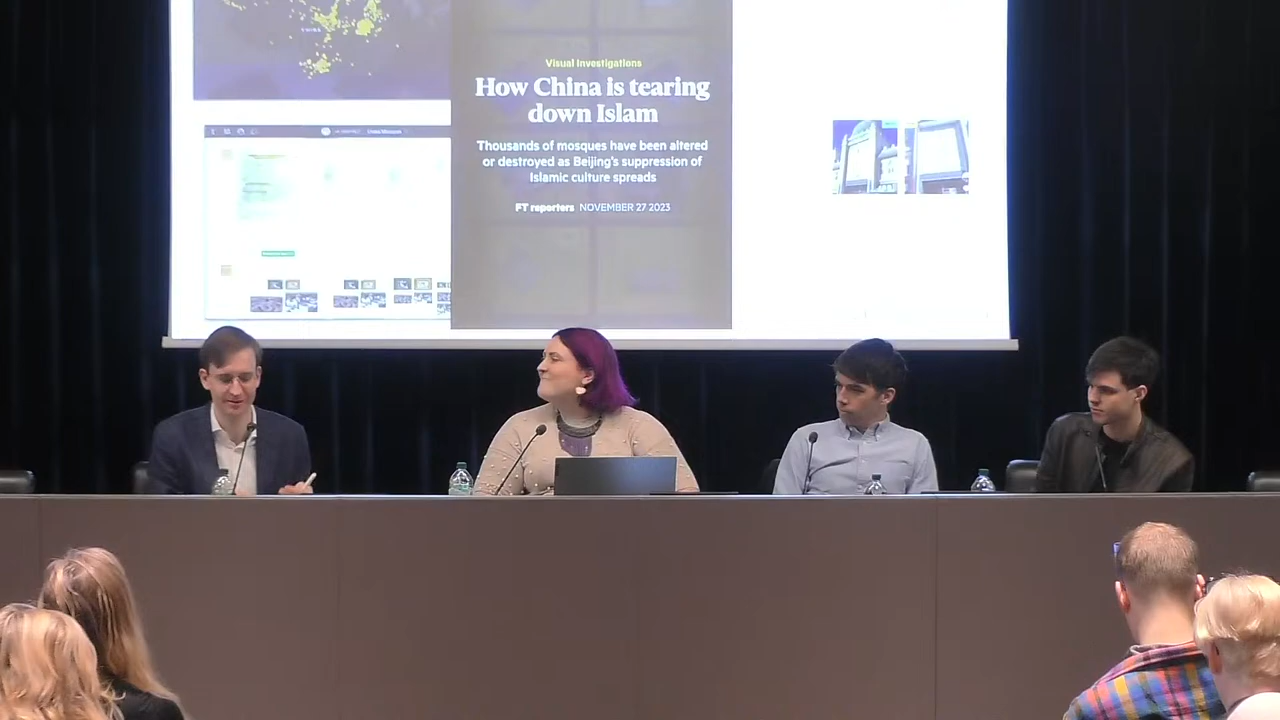 CHINA
Visual Investigations
How China is tearing
down Islam
Thousands of mosques have been altered
or destroyed as Beijing's suppression of
Islamic culture spreads
FT reporters NOVEMBER 27 2023